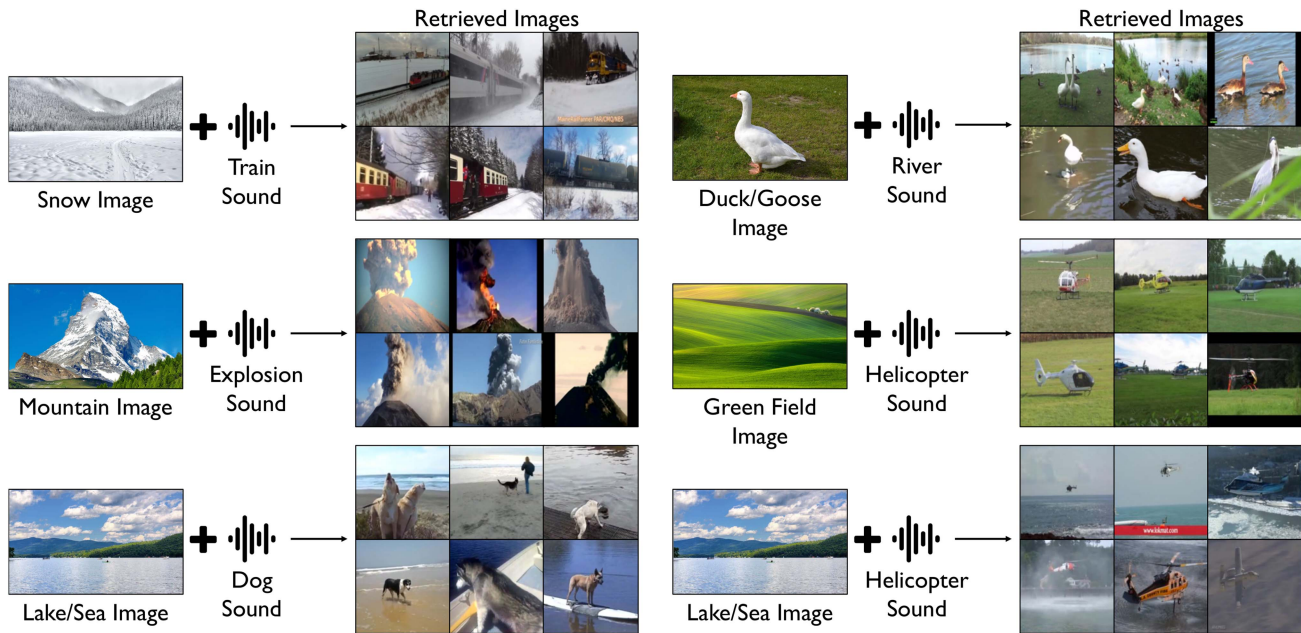 Retrieved Images
Snow Image
Train
Sound
Mountain Image
Explosion
Sound
Lake/Sea Image
Dog
Sound
Retrieved Images
Duck/Goose
Image
River
Sound
Green Field
Image
Helicopter
Sound
Lake/Sea Image
Helicopter
Sound